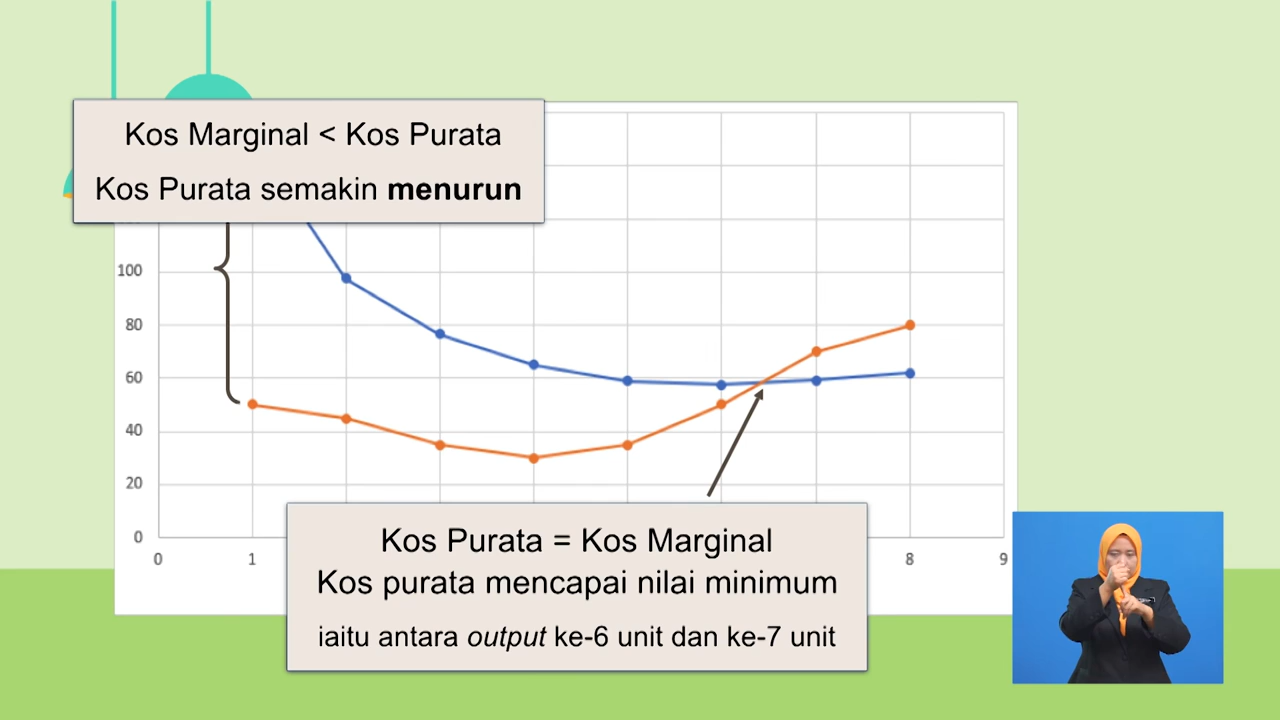 Kos Marginal < Kos Purata
Kos Purata semakin menurun
100
80
60
40
20
0
0
1
8
9
Kos Purata = Kos Marginal
Kos purata mencapai nilai minimum
iaitu antara output ke-6 unit dan ke-7 unit